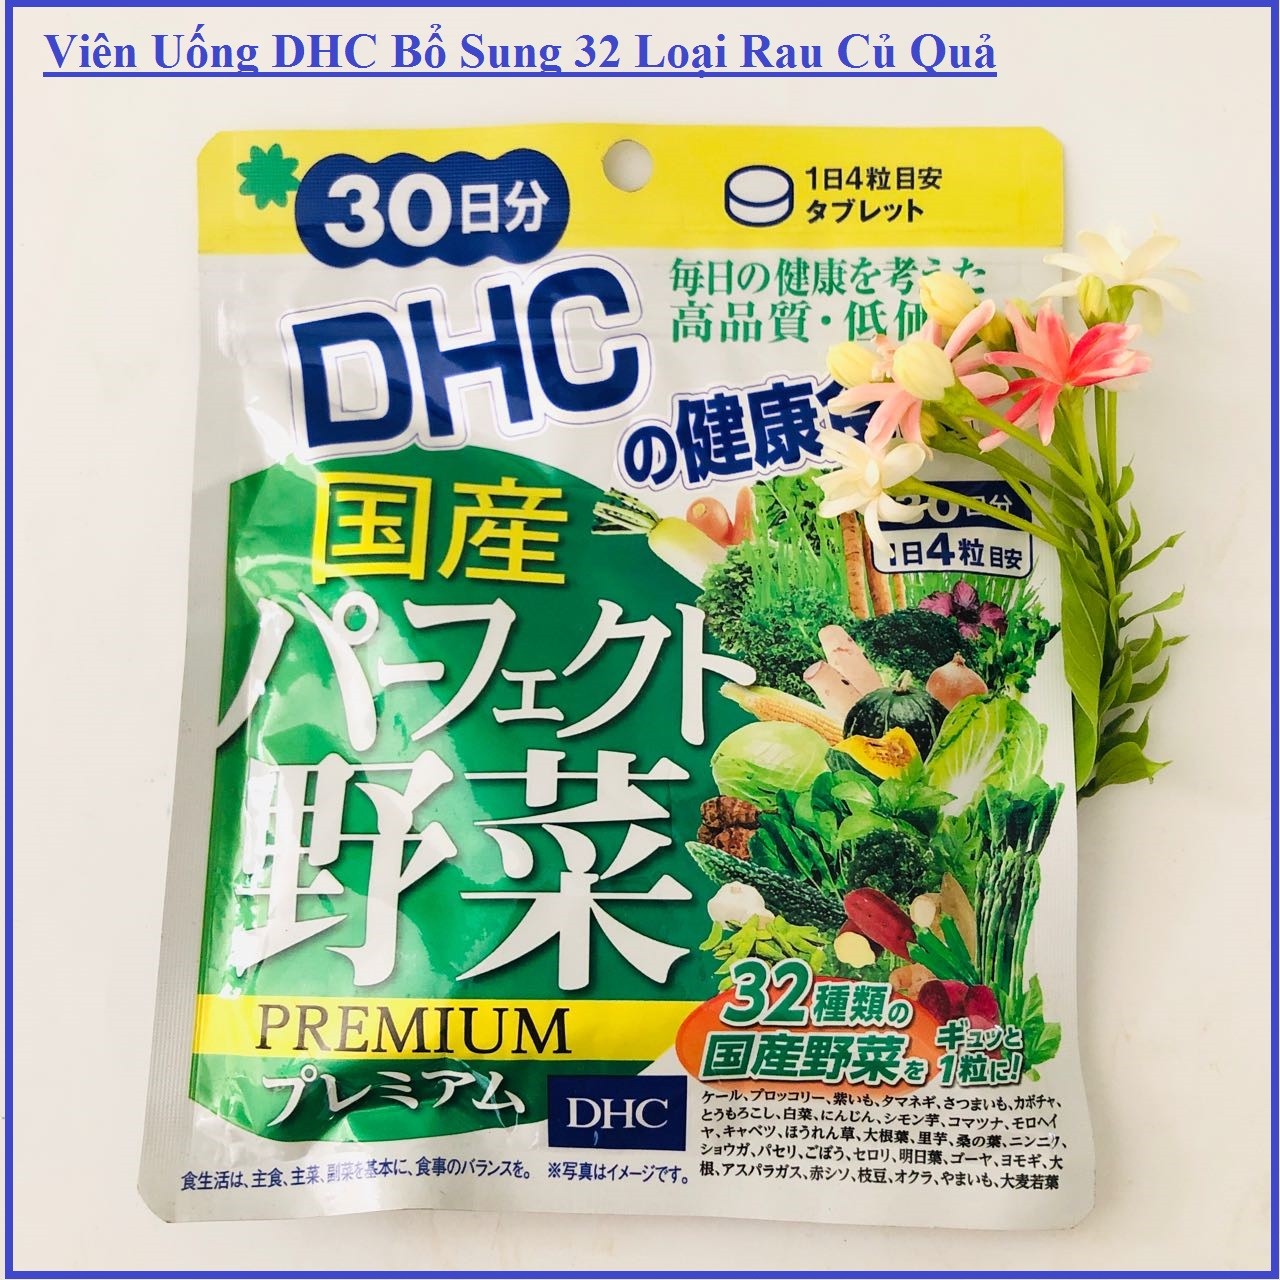 Viên Uống DHC Bổ Sung 32 Loại Rau Củ Quả
30日分
1日4粒目安
タブレット
毎日の健康を考えた
高品質・低価
DHC
の健康食
国産
パーフェクト
野菜
30日分
1日4粒目安
PREMIUM
プレミアム
DHC
32種類の
国産野菜を
ギュッと
1粒に!
ケール、ブロッコリー、紫いも、タマネギ、さつまいも、カボチャ、
とうもろこし、白菜、にんじん、シモン芋、コマツナ、モロヘイ
ヤ、キャベツ、ほうれん草、大根葉、里芋、桑の葉、ニンニク、
ショウガ、パセリ、ごぼう、セロリ、明日葉、ゴーヤ、ヨモギ、大
根、アスパラガス、赤シソ、枝豆、オクラ、やまいも、大麦若葉
食生活は、主食、主菜、副菜を基本に、食事のバランスを。 ※写真はイメージです。